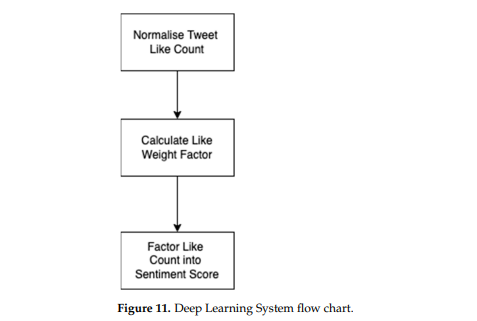 Normalise Tweet
Like Count
Calculate Like
Weight Factor
Factor Like
Count into
Sentiment Score
Figure 11. Deep Learning System flow chart.